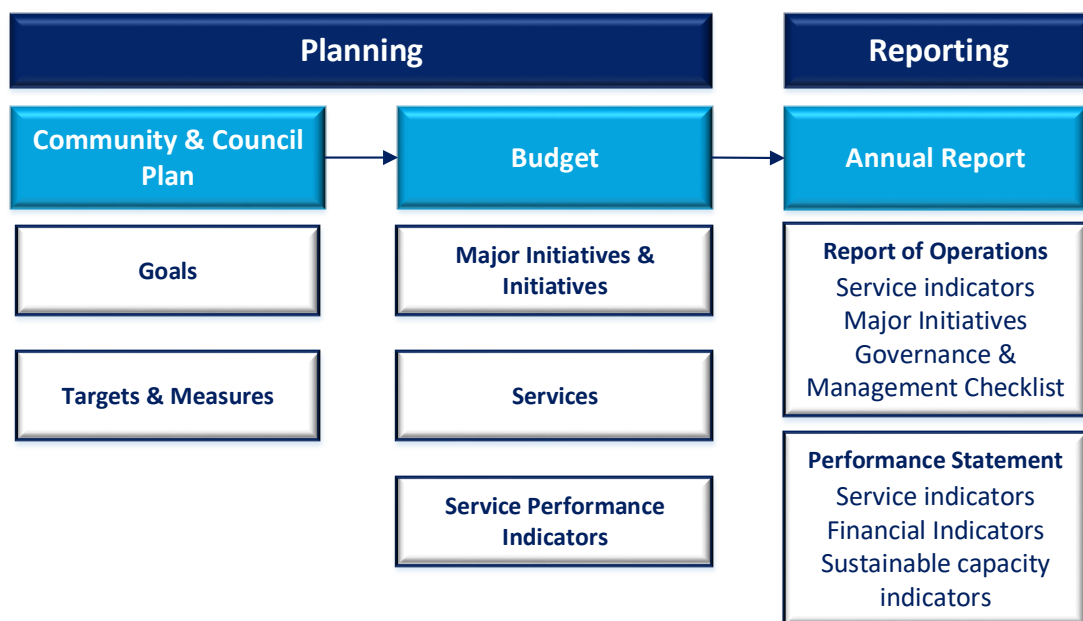 Planning
Reporting
Community & Council
Plan
Budget
Annual Report
Goals
Targets & Measures
Major Initiatives &
Initiatives
Services
Service Performance
Indicators
Report of Operations
Service indicators
Major Initiatives
Governance &
Management Checklist
Performance Statement
Service indicators
Financial Indicators
Sustainable capacity
indicators